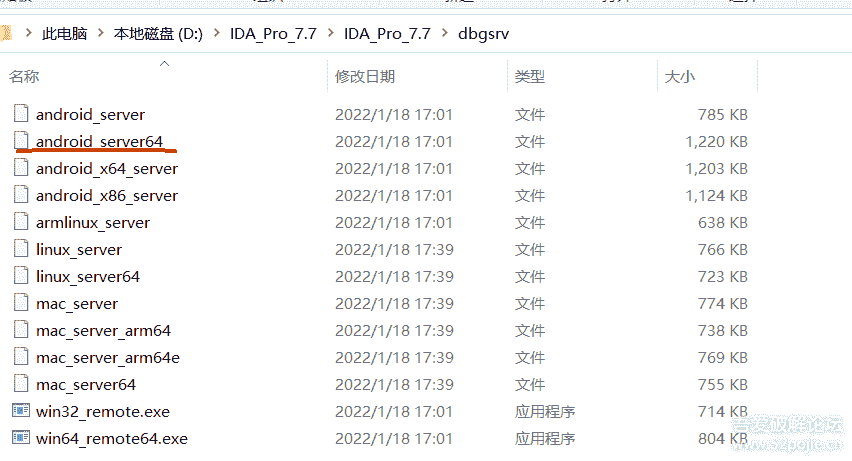 此电脑 > 本地磁盘 (D:) > IDA_Pro_7.7 > IDA_Pro_7.7 > dbgsrv
名称 修改日期 类型 大小
android_server 2022/1/18 17:01 文件 785 KB
android_server64 2022/1/18 17:01 文件 1,220 KB
android_x64_server 2022/1/18 17:01 文件 1,203 KB
android_x86_server 2022/1/18 17:01 文件 1,124 KB
armlinux_server 2022/1/18 17:01 文件 638 KB
linux_server 2022/1/18 17:39 文件 766 KB
linux_server64 2022/1/18 17:39 文件 723 KB
mac_server 2022/1/18 17:39 文件 774 KB
mac_server_arm64 2022/1/18 17:39 文件 738 KB
mac_server_arm64e 2022/1/18 17:39 文件 769 KB
mac_server64 2022/1/18 17:39 文件 755 KB
win32_remote.exe 2022/1/18 17:01 应用程序 714 KB
win64_remote64.exe 2022/1/18 17:39 应用程序 804 KB
吾爱破解论坛
www.52pojie.cn